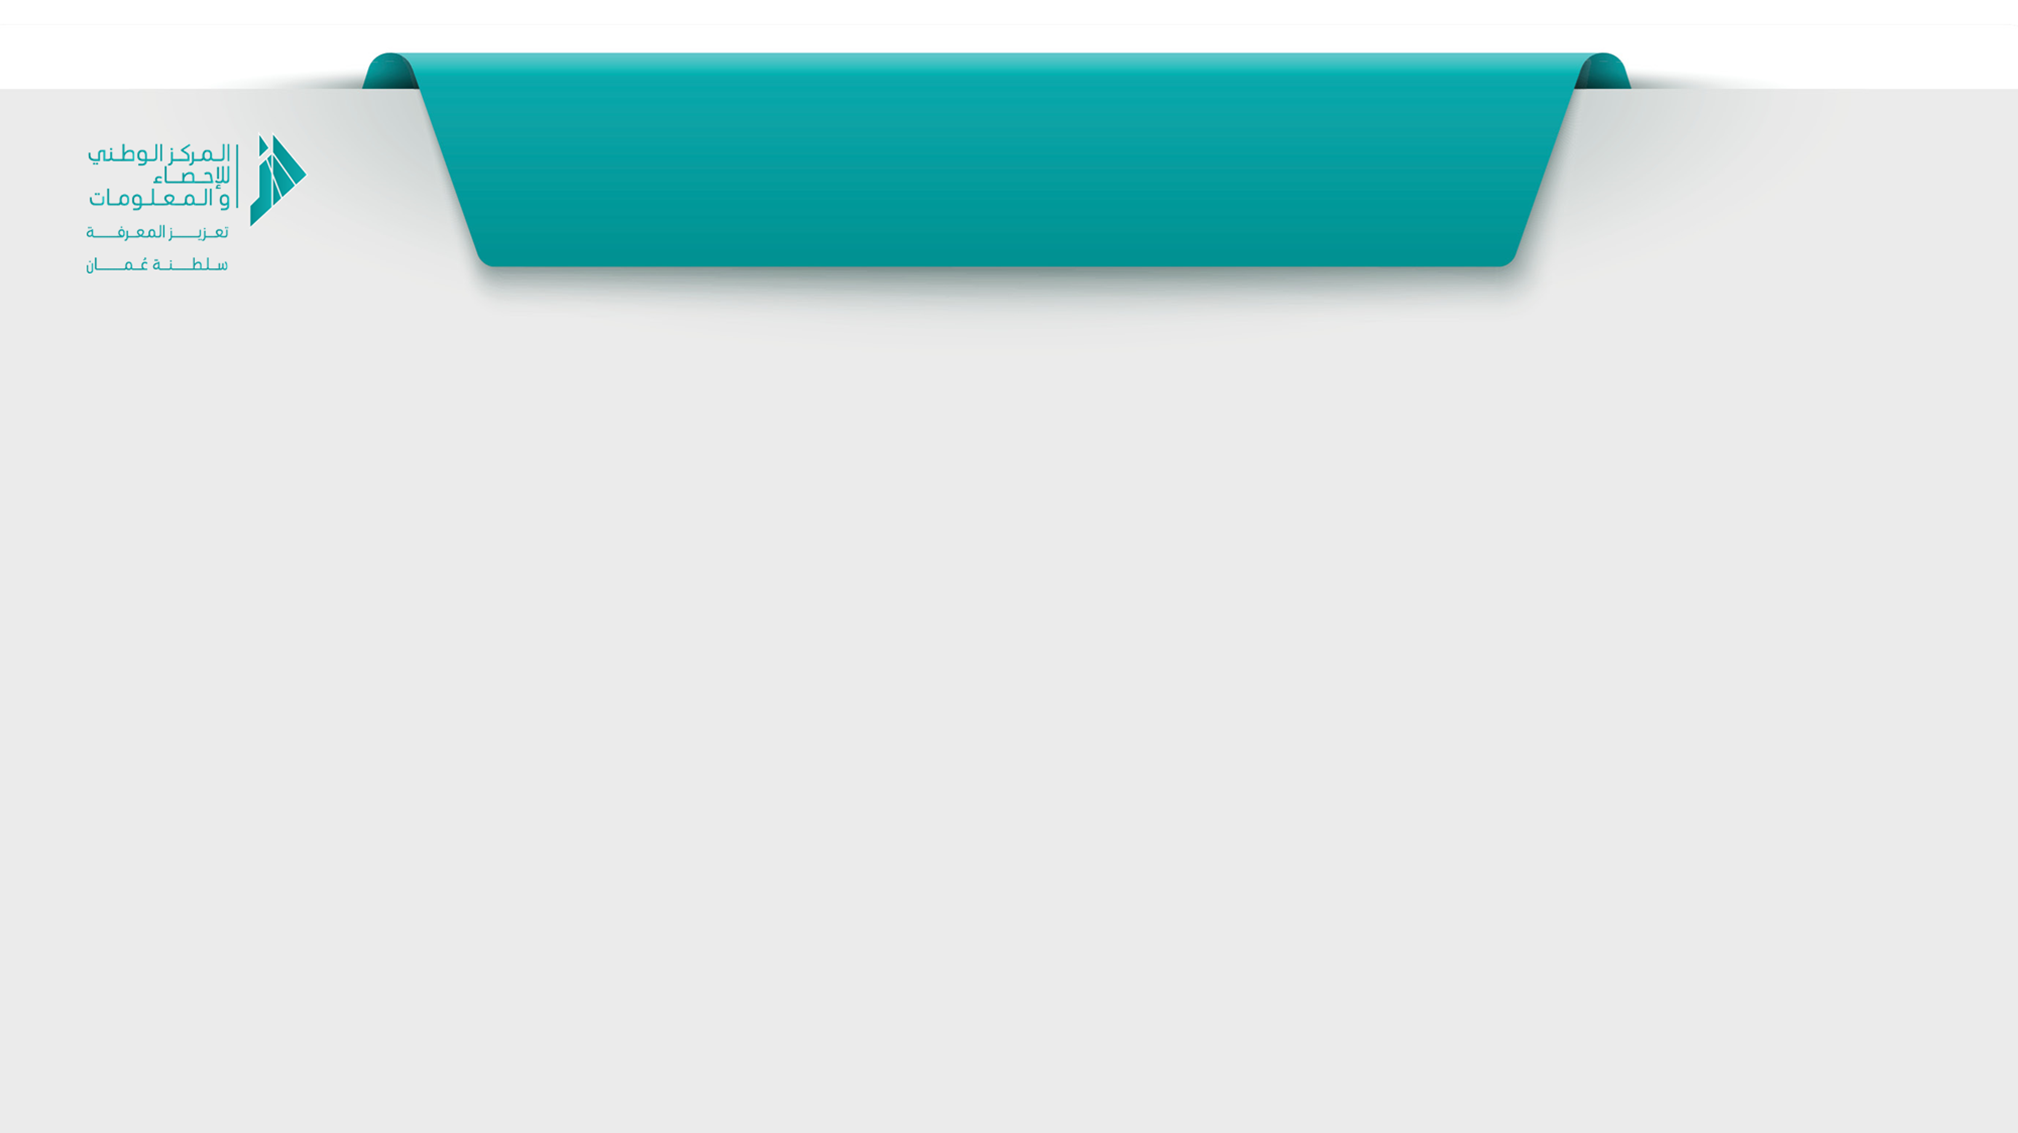 المركز الوطني
للإحصاء
والمعلومات
تعزيز المعرفة
سلطنة عُمان